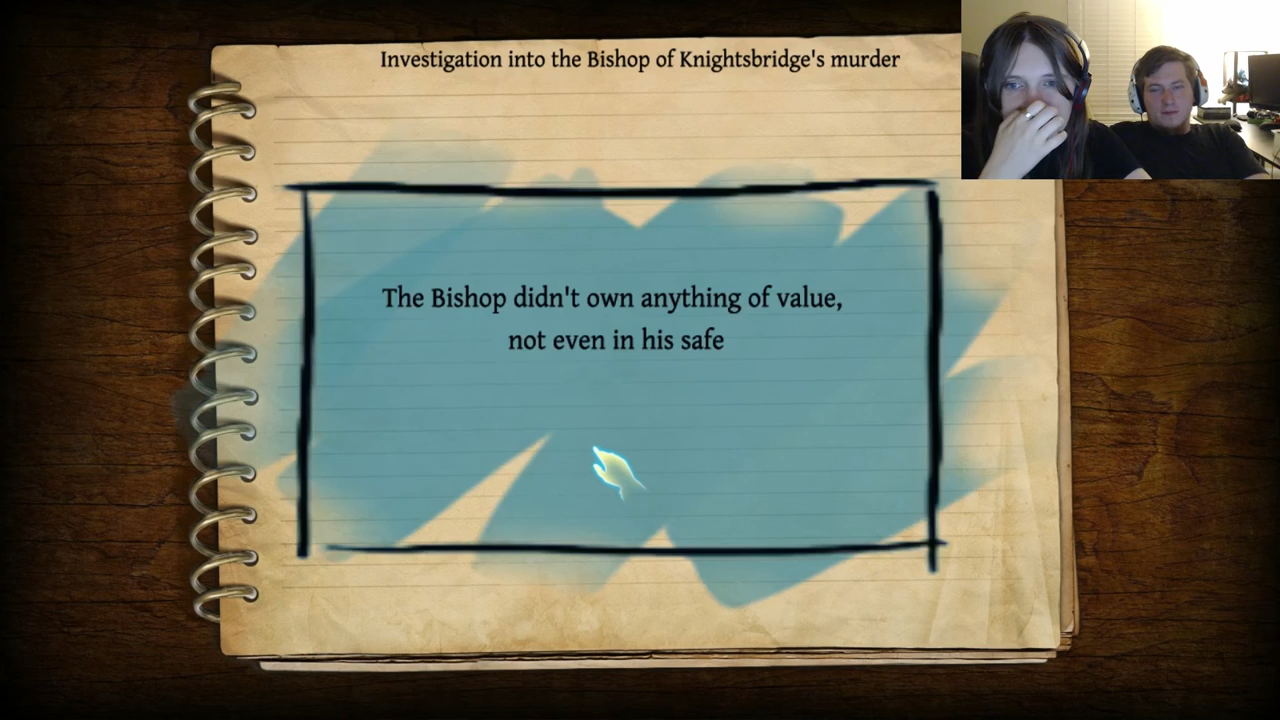 Investigation into the Bishop of Knightsbridge's murder
The Bishop didn't own anything of value,
not even in his safe